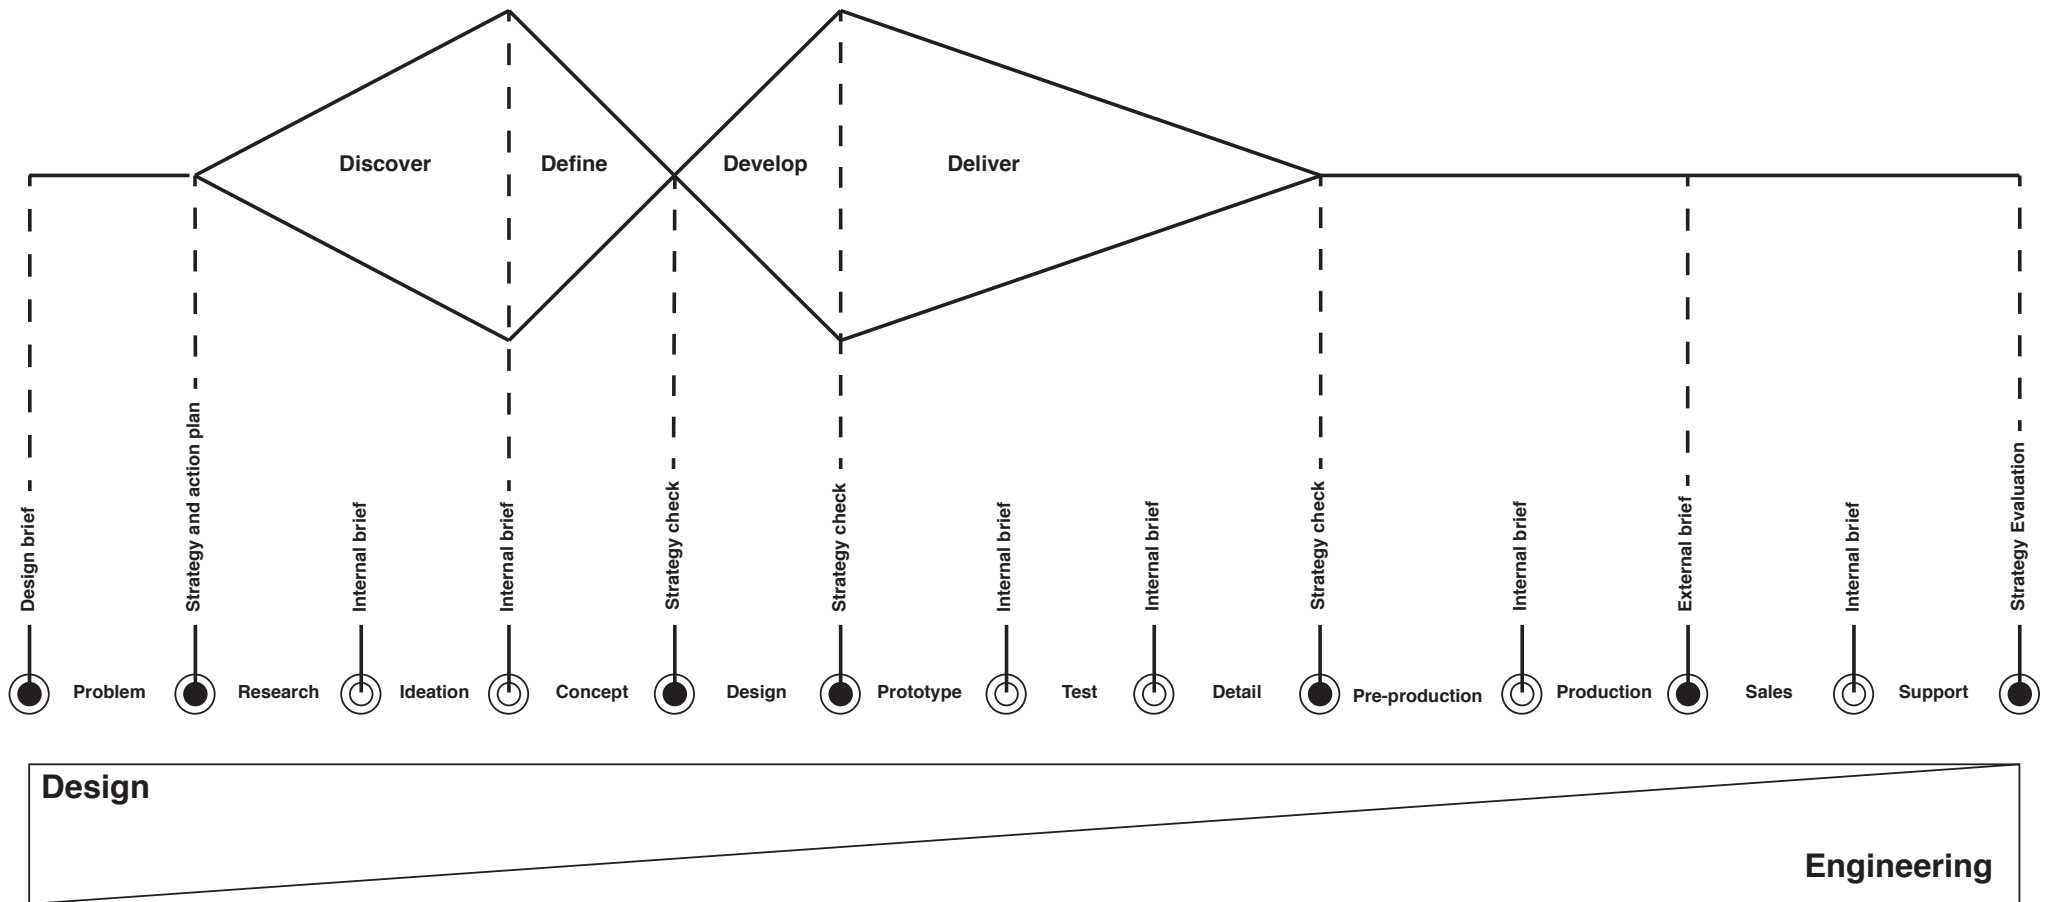 Discover
Define
Develop
Deliver
Design brief
Strategy and action plan
Internal brief
Internal brief
Strategy check
Strategy check
Internal brief
Internal brief
Strategy check
Internal brief
External brief
Internal brief
Strategy Evaluation
Problem
Research
Ideation
Concept
Design
Prototype
Test
Detail
Pre-production
Production
Sales
Support
Design
Engineering